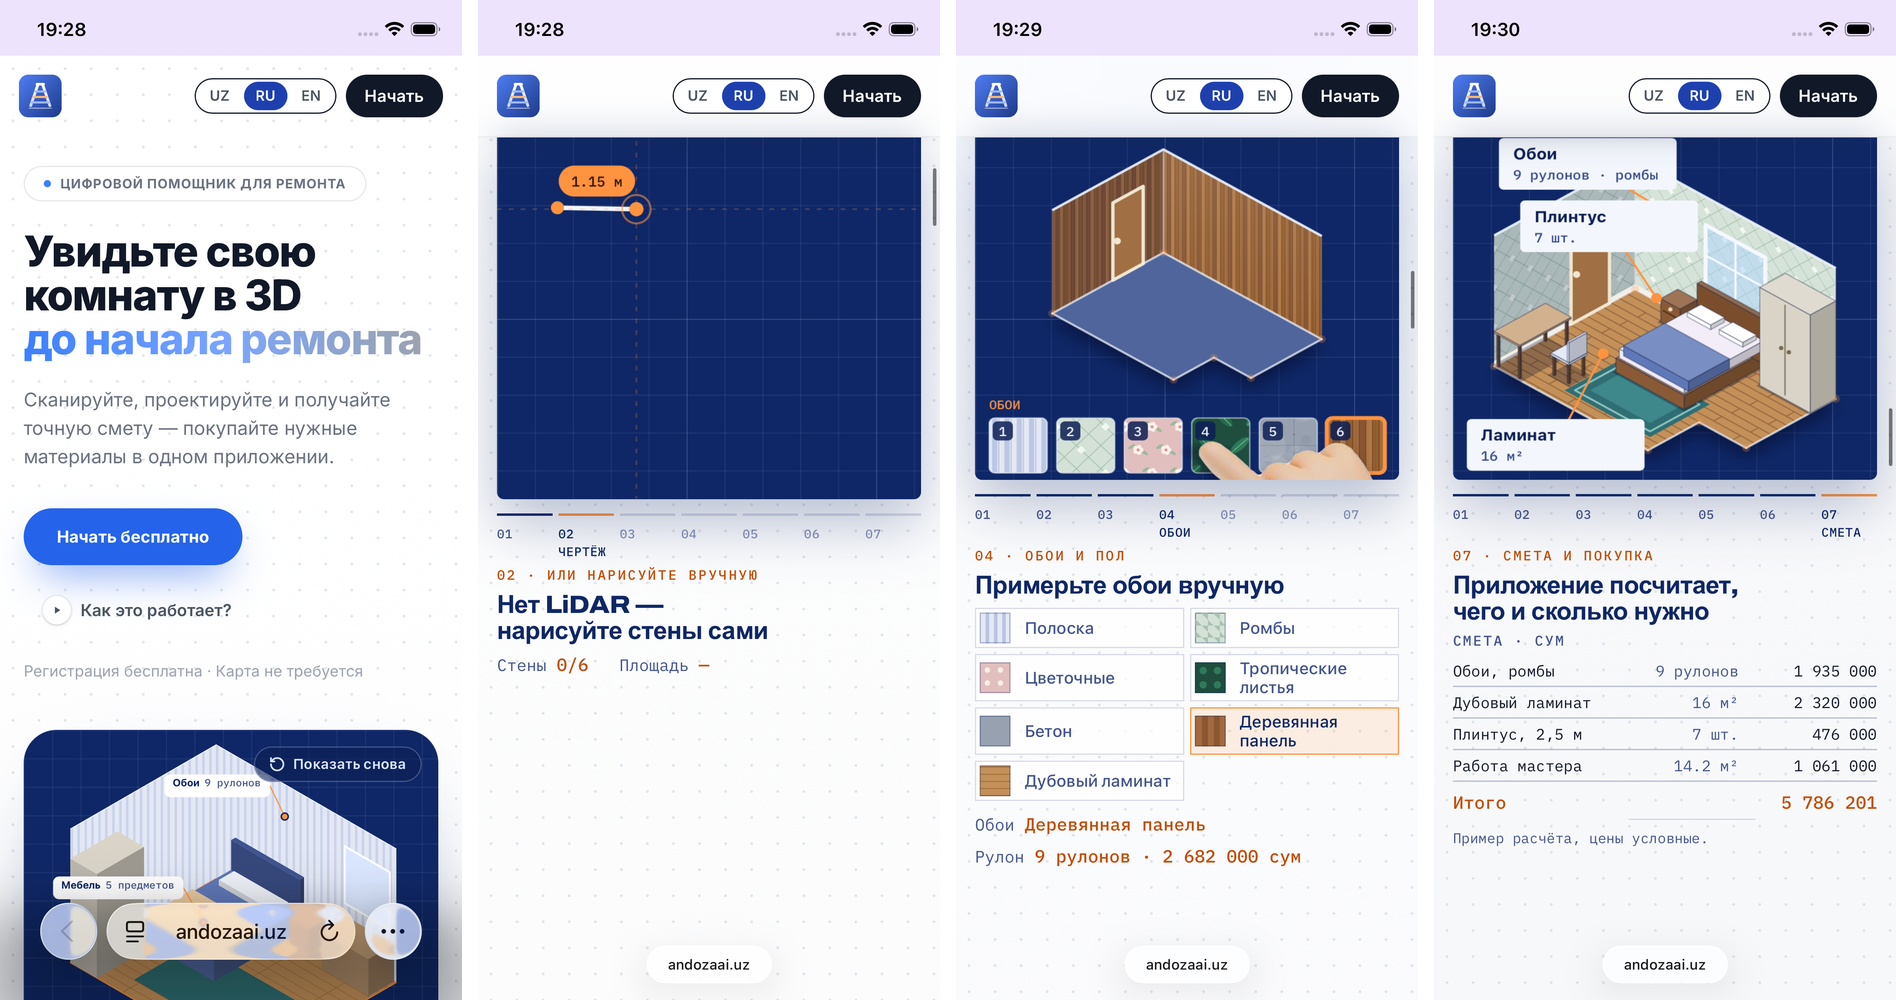 19:28
UZ RU EN Начать
ЦИФРОВОЙ ПОМОЩНИК ДЛЯ РЕМОНТА
Увидьте свою
комнату в 3D
до начала ремонта
Сканируйте, проектируйте и получайте
точную смету — покупайте нужные
материалы в одном приложении.
Начать бесплатно
Как это работает?
Регистрация бесплатна · Карта не требуется
Показать снова
Обои 9 рулонов
Мебель 5 предметов
andozaai.uz
19:28
UZ RU EN Начать
1.15 м
01 02 03 04 05 06 07
ЧЕРТЁЖ
02 · ИЛИ НАРИСУЙТЕ ВРУЧНУЮ
Нет LiDAR —
нарисуйте стены сами
Стены 0/6 Площадь —
andozaai.uz
19:29
UZ RU EN Начать
ОБОИ
1 2 3 4 5 6
01 02 03 04 05 06 07
ОБОИ
04 · ОБОИ И ПОЛ
Примерьте обои вручную
Полоска Ромбы
Цветочные Тропические
листья
Бетон Деревянная
панель
Дубовый ламинат
Обои Деревянная панель
Рулон 9 рулонов · 2 682 000 сум
andozaai.uz
19:30
UZ RU EN Начать
Обои
9 рулонов · ромбы
Плинтус
7 шт.
Ламинат
16 м²
01 02 03 04 05 06 07
СМЕТА
07 · СМЕТА И ПОКУПКА
Приложение посчитает,
чего и сколько нужно
СМЕТА · СУМ
Обои, ромбы 9 рулонов 1 935 000
Дубовый ламинат 16 м² 2 320 000
Плинтус, 2,5 м 7 шт. 476 000
Работа мастера 14.2 м² 1 061 000
Итого 5 786 201
Пример расчёта, цены условные.
andozaai.uz